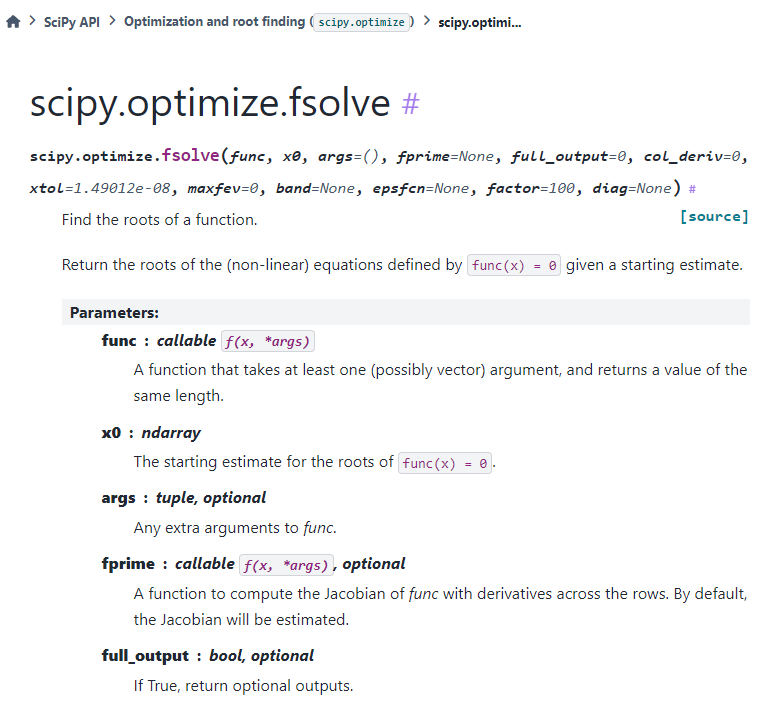 SciPy API > Optimization and root finding (scipy.optimize) > scipy.optimi...
scipy.optimize.fsolve #
scipy.optimize.fsolve(func, x0, args=(), fprime=None, full_output=0, col_deriv=0,
xtol=1.49012e-08, maxfev=0, band=None, epsfcn=None, factor=100, diag=None) #
[source]
Find the roots of a function.
Return the roots of the (non-linear) equations defined by func(x) = 0 given a starting estimate.
Parameters:
func : callable f(x, *args)
A function that takes at least one (possibly vector) argument, and returns a value of the
same length.
x0 : ndarray
The starting estimate for the roots of func(x) = 0.
args : tuple, optional
Any extra arguments to func.
fprime : callable f(x, *args), optional
A function to compute the Jacobian of func with derivatives across the rows. By default,
the Jacobian will be estimated.
full_output : bool, optional
If True, return optional outputs.